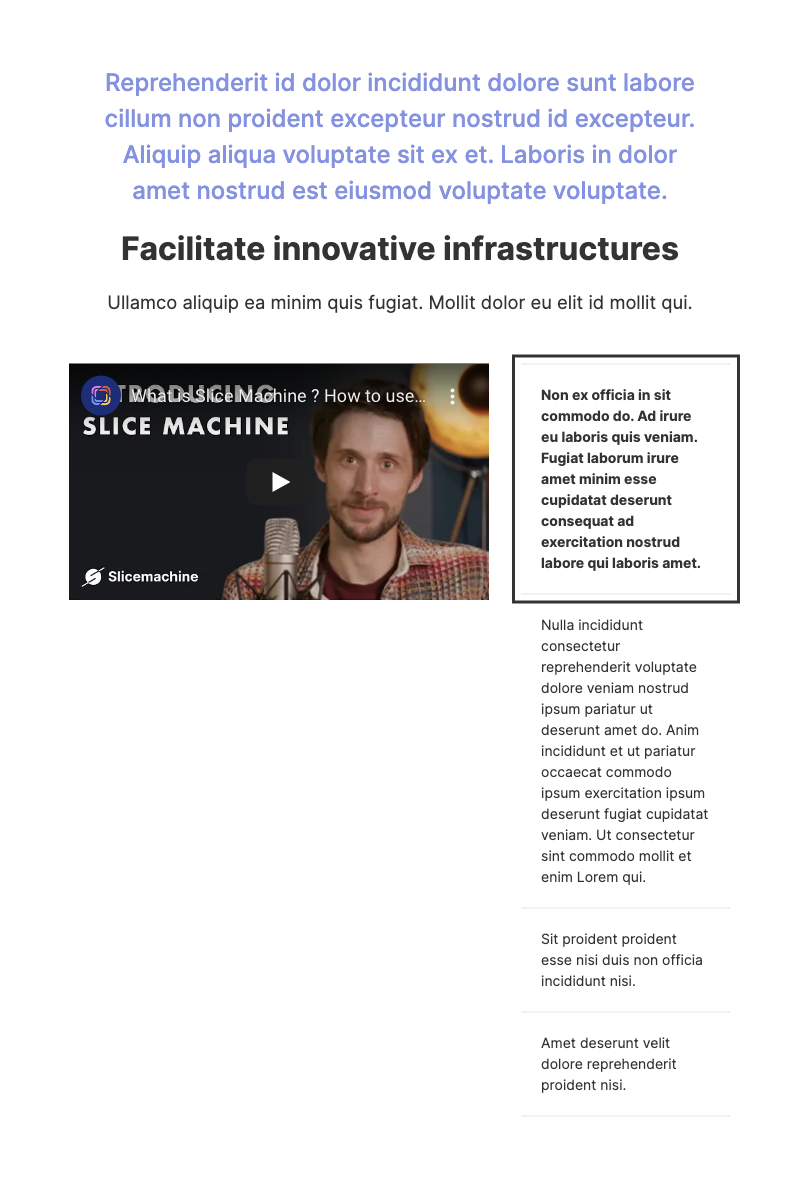 Reprehenderit id dolor incididunt dolore sunt labore
cillum non proident excepteur nostrud id excepteur.
Aliquip aliqua voluptate sit ex et. Laboris in dolor
amet nostrud est eiusmod voluptate voluptate.
Facilitate innovative infrastructures
Ullamco aliquip ea minim quis fugiat. Mollit dolor eu elit id mollit qui.
What is Slice Machine ? How to use...
INTRODUCING
SLICE MACHINE
Slicemachine
Non ex officia in sit
commodo do. Ad irure
eu laboris quis veniam.
Fugiat laborum irure
amet minim esse
cupidatat deserunt
consequat ad
exercitation nostrud
labore qui laboris amet.
Nulla incididunt
consectetur
reprehenderit voluptate
dolore veniam nostrud
ipsum pariatur ut
deserunt amet do. Anim
incididunt et ut pariatur
occaecat commodo
ipsum exercitation ipsum
deserunt fugiat cupidatat
veniam. Ut consectetur
sint commodo mollit et
enim Lorem qui.
Sit proident proident
esse nisi duis non officia
incididunt nisi.
Amet deserunt velit
dolore reprehenderit
proident nisi.